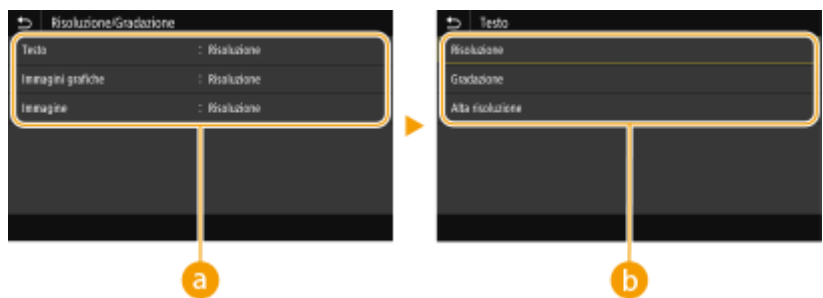 Risoluzione/Gradazione
Testo : Risoluzione
Immagini grafiche : Risoluzione
Immagine : Risoluzione
a
Testo
Risoluzione
Gradazione
Alta risoluzione
b